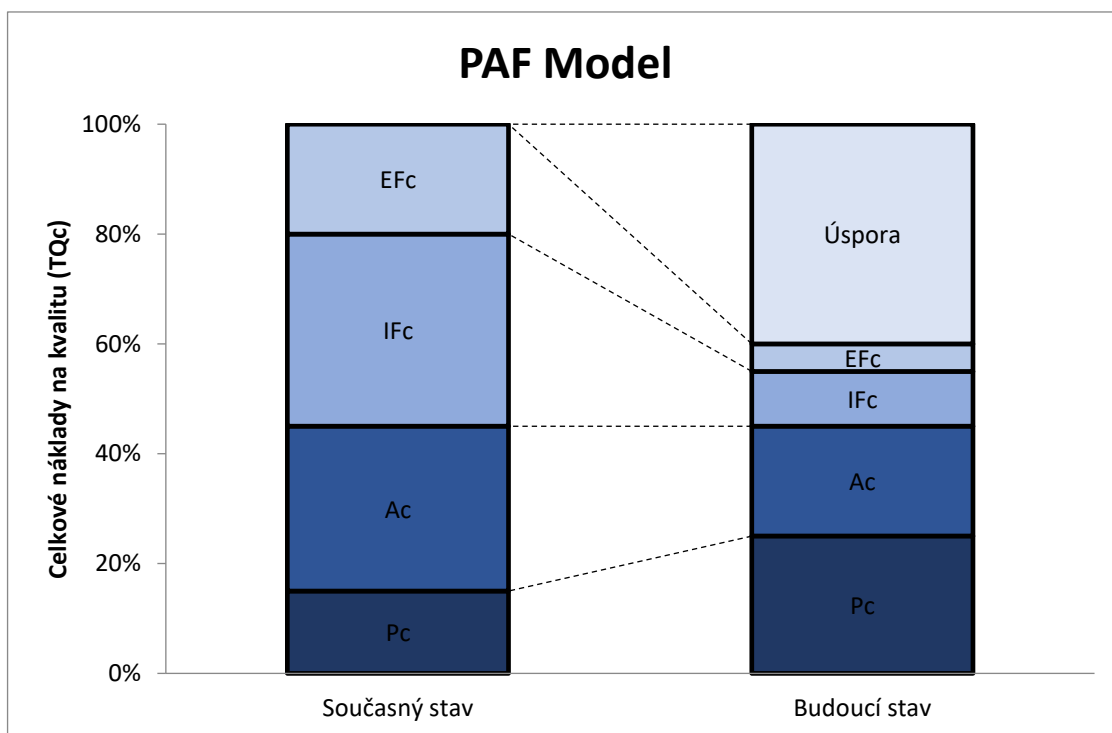 PAF Model
Celkové náklady na kvalitu (TQc)
100%
80%
60%
40%
20%
0%
EFc
IFc
Ac
Pc
Úspora
EFc
IFc
Ac
Pc
Současný stav
Budoucí stav